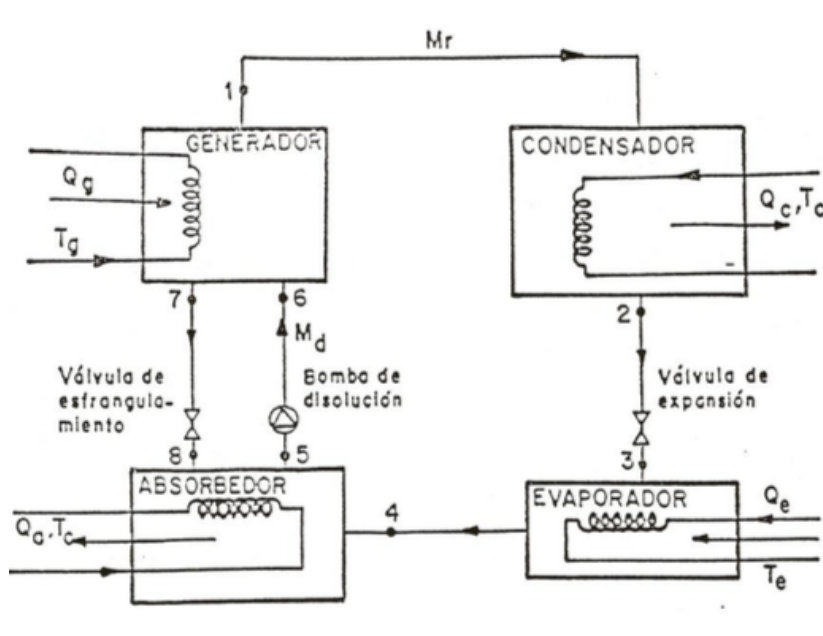 Mr
1
GENERADOR
CONDENSADOR
Qg
Tg
Qc,Tc
7
6
2
Md
Válvula de
estrangula-
miento
Bomba de
disolución
Válvula de
expansión
8
5
3
ABSORBEDOR
EVAPORADOR
Qa,Tc
4
Qe
Te